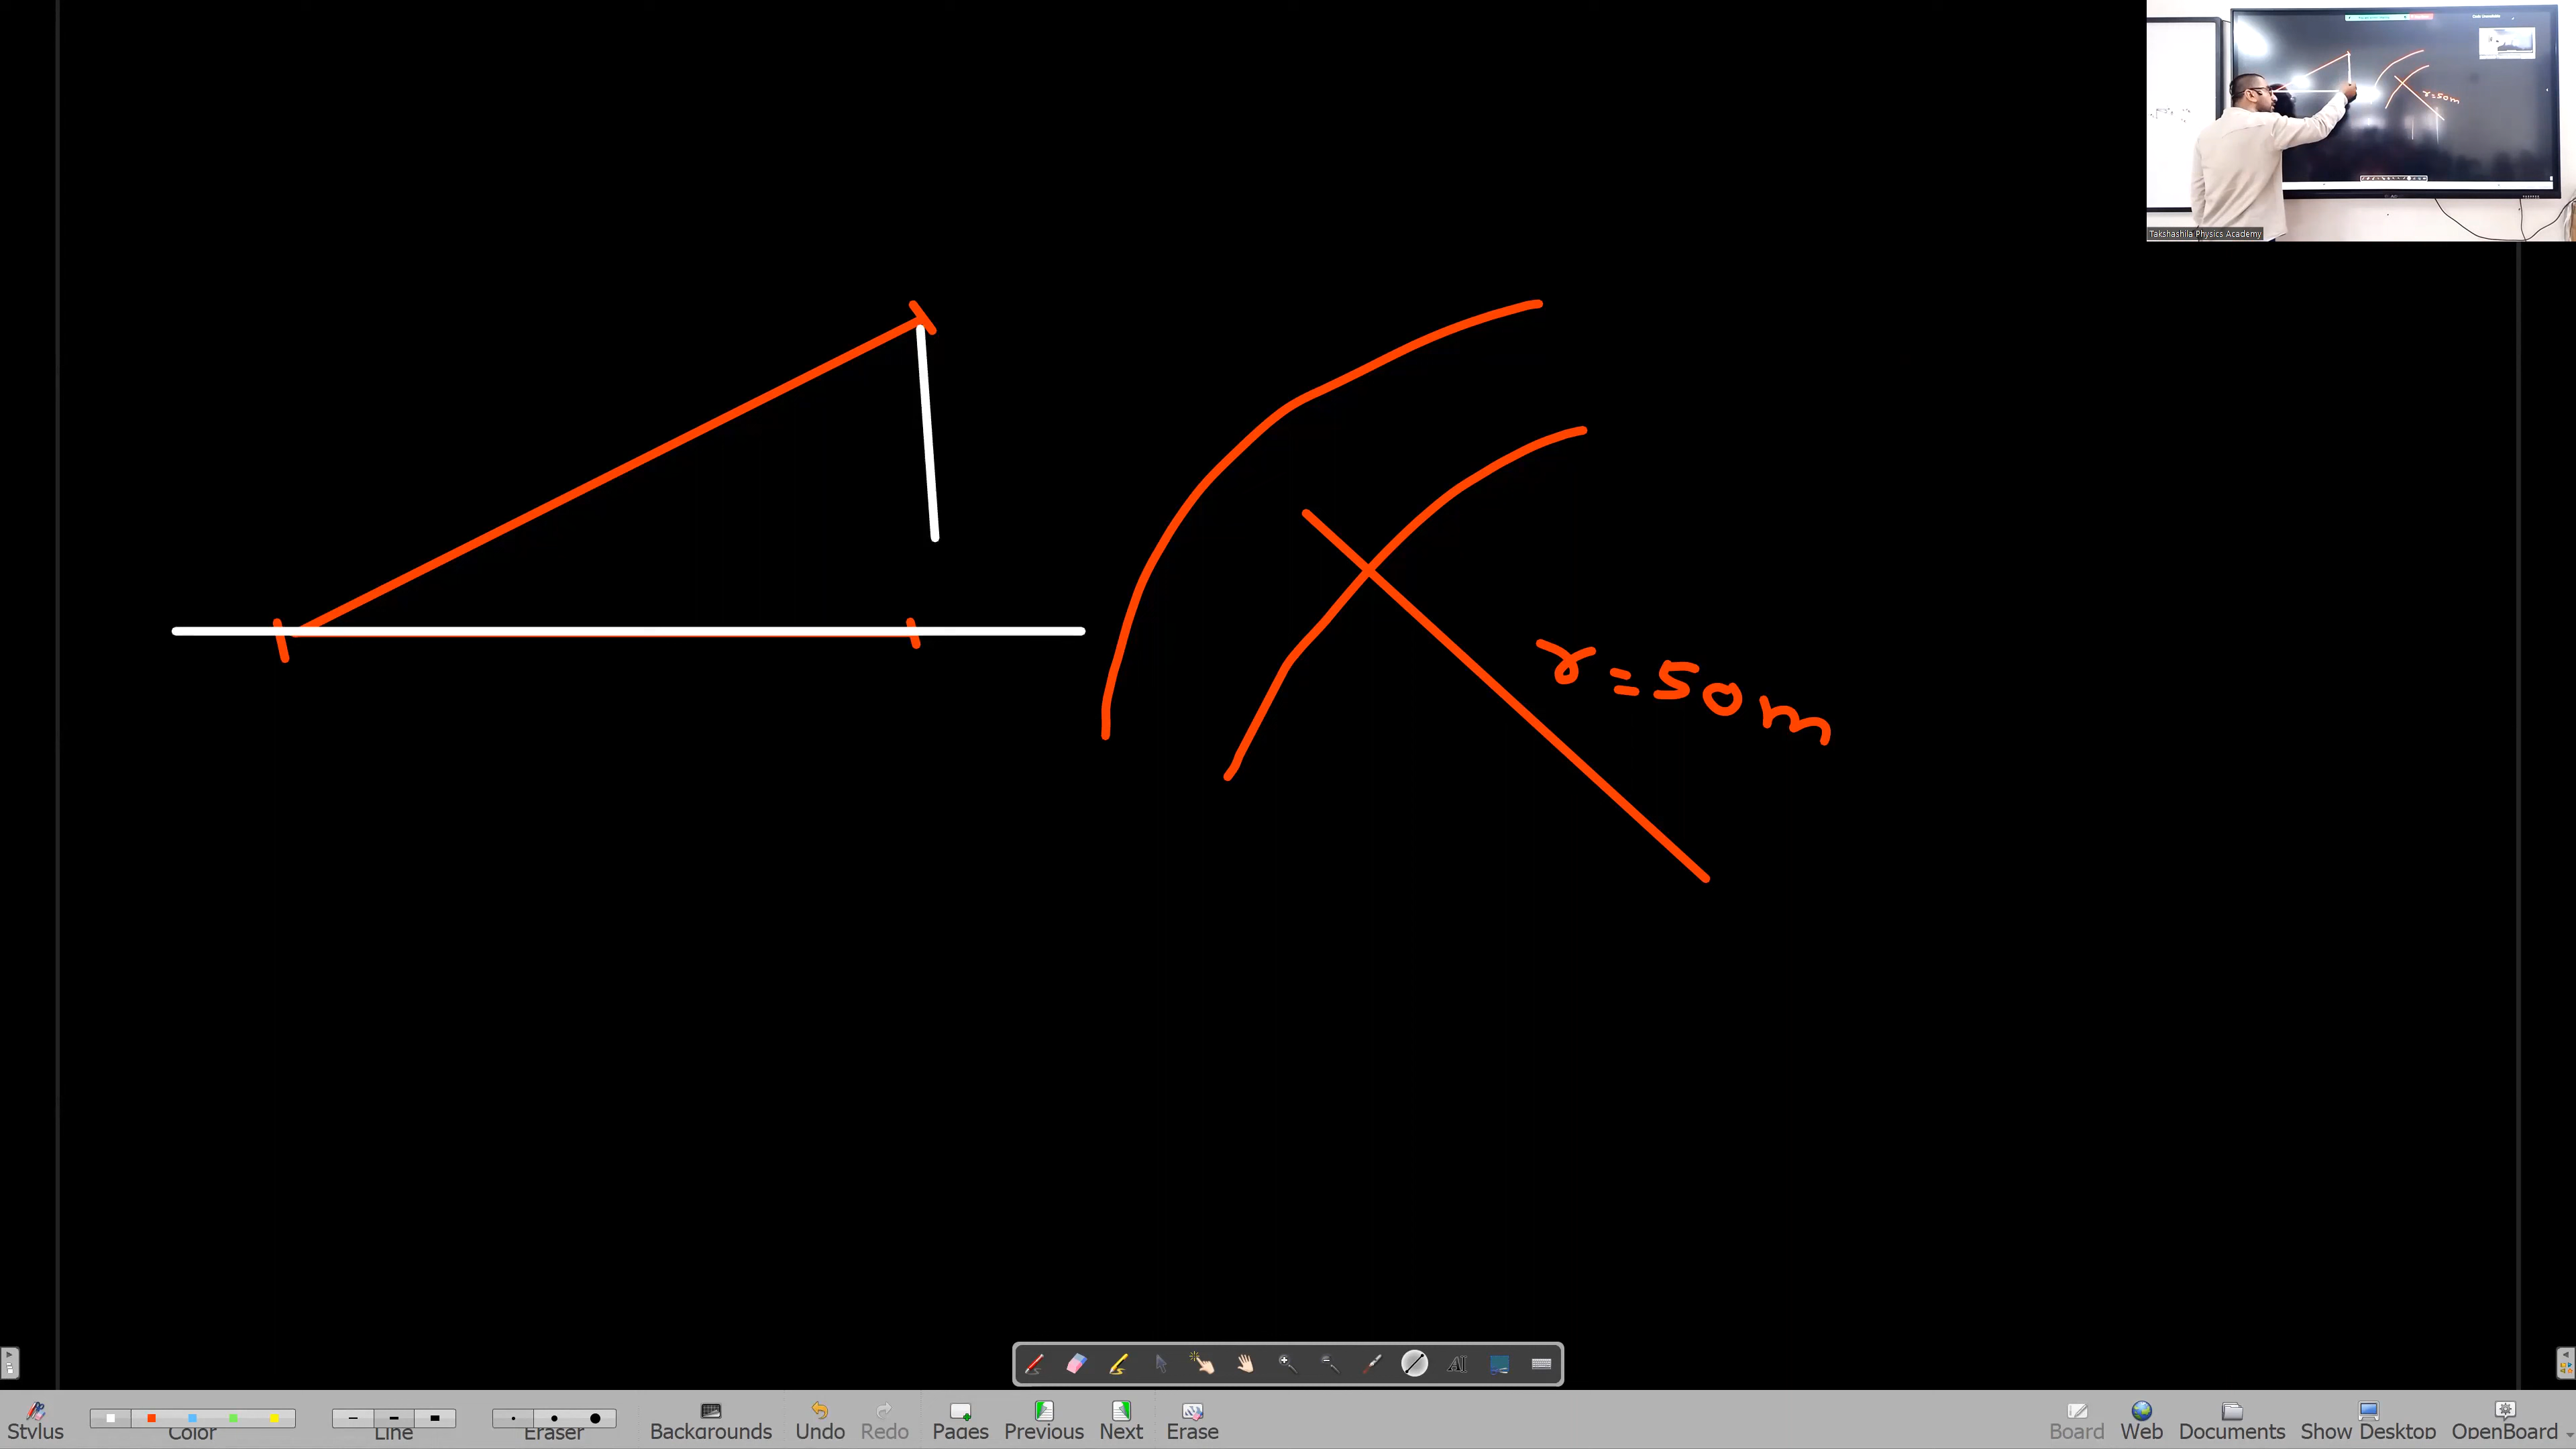 Takshashila Physics Academy
r = 50m
Stylus
Color
Line
Eraser
Backgrounds
Undo
Redo
Pages
Previous
Next
Erase
Board
Web
Documents
Show Desktop
OpenBoard